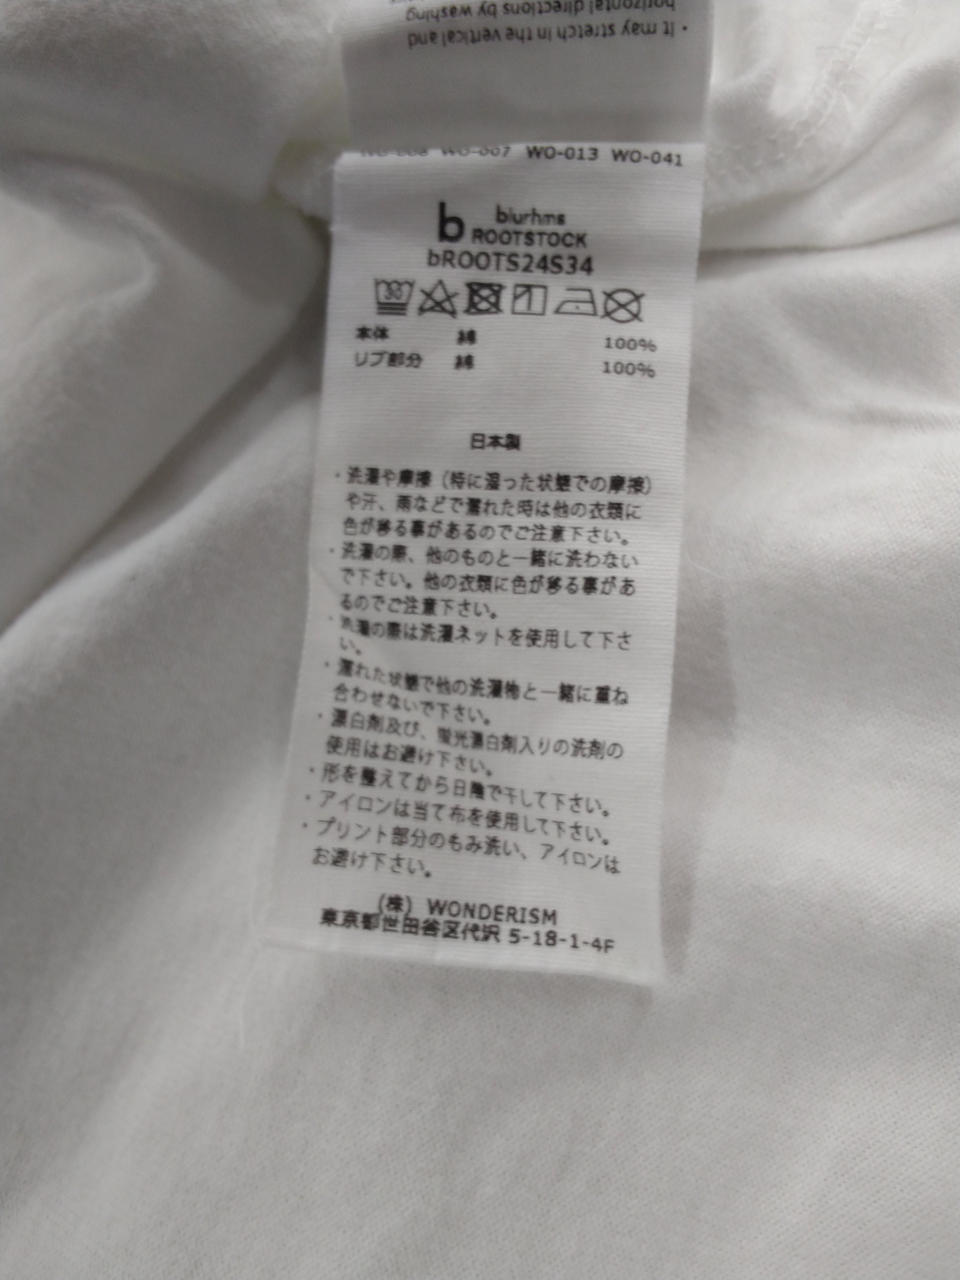 • It may stretch in the vertical and
horizontal directions by washing
WO-007 WO-013 WO-041
b
blurhms
ROOTSTOCK
bROOTS24S34
30
本体 綿 100%
リブ部分 綿 100%
日本製
・洗濯や摩擦（特に湿った状態での摩擦）
や汗、雨などで濡れた時は他の衣類に
色が移る事があるのでご注意下さい。
・洗濯の際、他のものと一緒に洗わない
で下さい。他の衣類に色が移る事があ
るのでご注意下さい。
・洗濯の際は洗濯ネットを使用して下さ
い。
・濡れた状態で他の洗濯物と一緒に重ね
合わせないで下さい。
・漂白剤及び、蛍光漂白剤入りの洗剤の
使用はお避け下さい。
・形を整えてから日陰で干して下さい。
・アイロンは当て布を使用して下さい。
・プリント部分のもみ洗い、アイロンは
お避け下さい。
(株) WONDERISM
東京都世田谷区代沢 5-18-1-4F